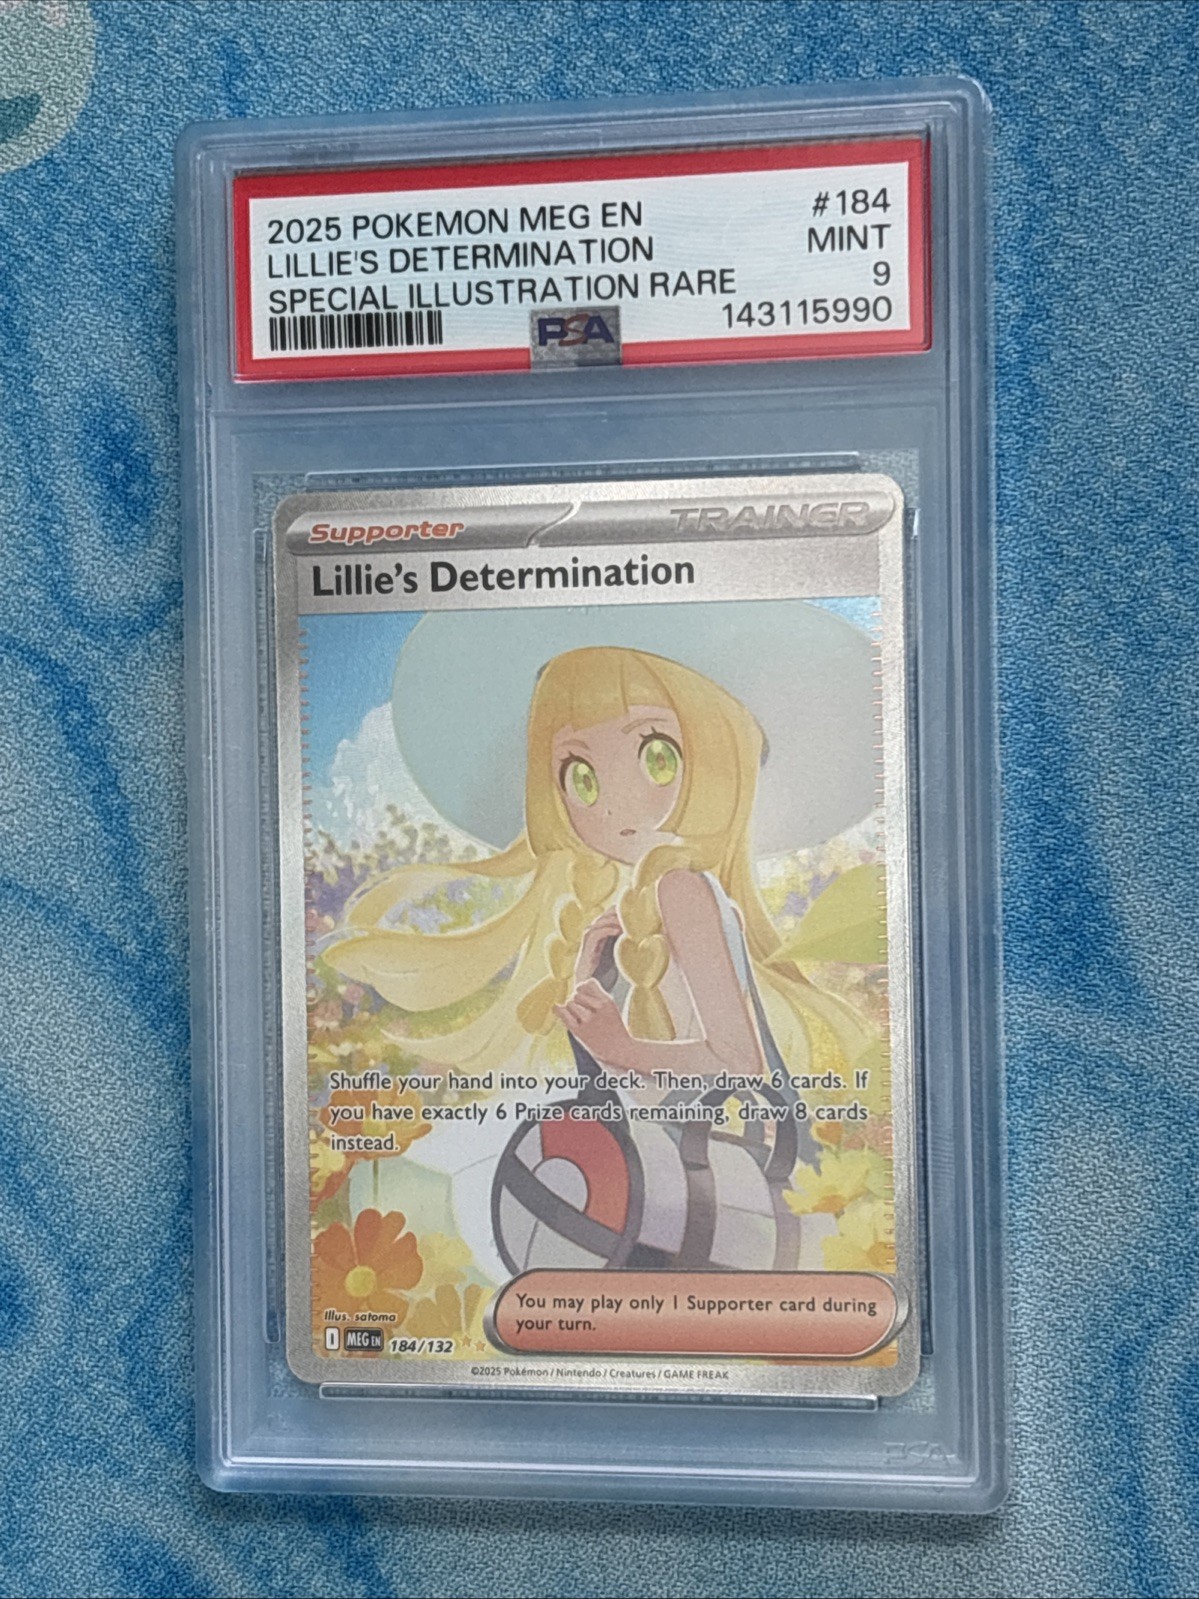 2025 POKEMON MEG EN #184
LILLIE'S DETERMINATION MINT
SPECIAL ILLUSTRATION RARE 9
143115990
PSA
Supporter TRAINER
Lillie's Determination
Shuffle your hand into your deck. Then, draw 6 cards. If
you have exactly 6 Prize cards remaining, draw 8 cards
instead.
You may play only 1 Supporter card during
your turn.
Illus. satoma
I MEG EN 184/132
©2025 Pokémon / Nintendo / Creatures / GAME FREAK
PSA